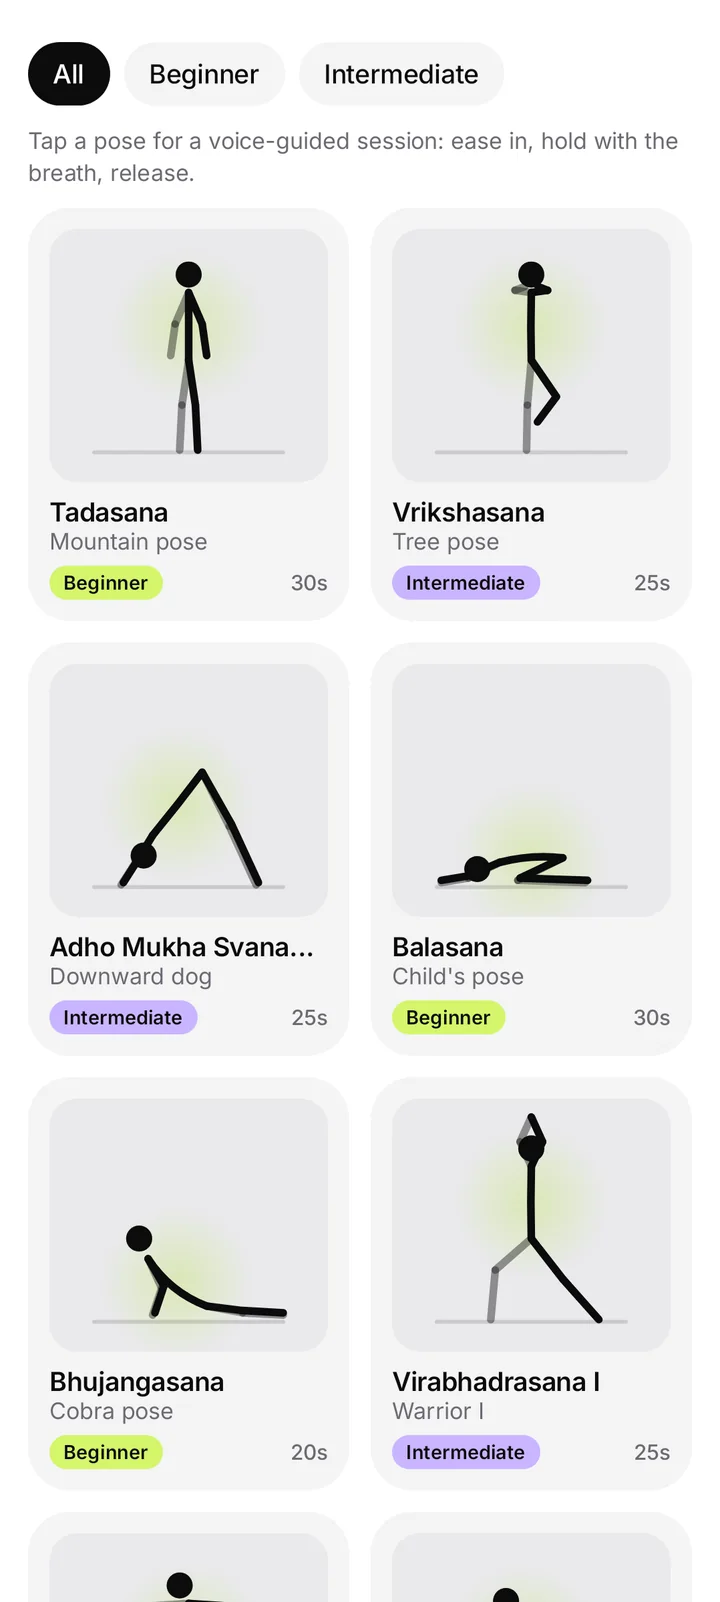 All
Beginner
Intermediate
Tap a pose for a voice-guided session: ease in, hold with the
breath, release.
Tadasana
Mountain pose
Beginner
30s
Vrikshasana
Tree pose
Intermediate
25s
Adho Mukha Svana...
Downward dog
Intermediate
25s
Balasana
Child's pose
Beginner
30s
Bhujangasana
Cobra pose
Beginner
20s
Virabhadrasana I
Warrior I
Intermediate
25s